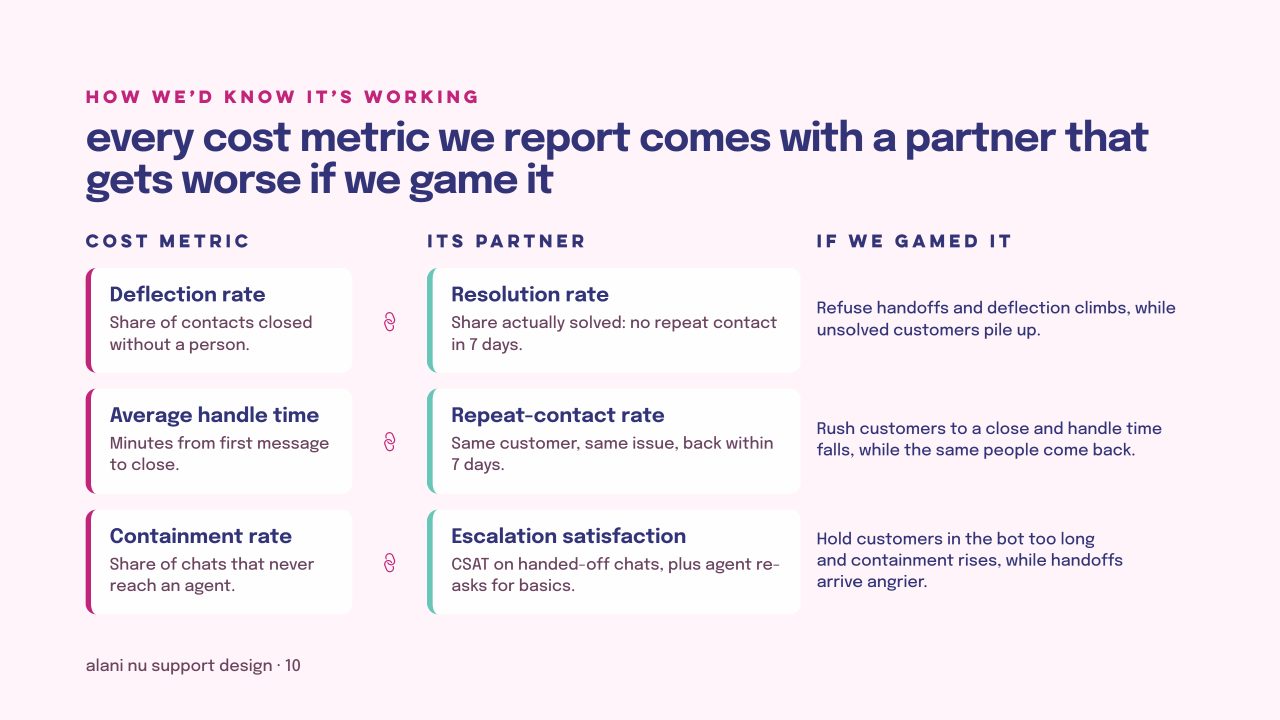 HOW WE’D KNOW IT’S WORKING
every cost metric we report comes with a partner that
gets worse if we game it
COST METRIC
ITS PARTNER
IF WE GAMED IT
Deflection rate
Share of contacts closed
without a person.
Resolution rate
Share actually solved: no repeat contact
in 7 days.
Refuse handoffs and deflection climbs, while
unsolved customers pile up.
Average handle time
Minutes from first message
to close.
Repeat-contact rate
Same customer, same issue, back within
7 days.
Rush customers to a close and handle time
falls, while the same people come back.
Containment rate
Share of chats that never
reach an agent.
Escalation satisfaction
CSAT on handed-off chats, plus agent re-
asks for basics.
Hold customers in the bot too long
and containment rises, while handoffs
arrive angrier.
alani nu support design · 10